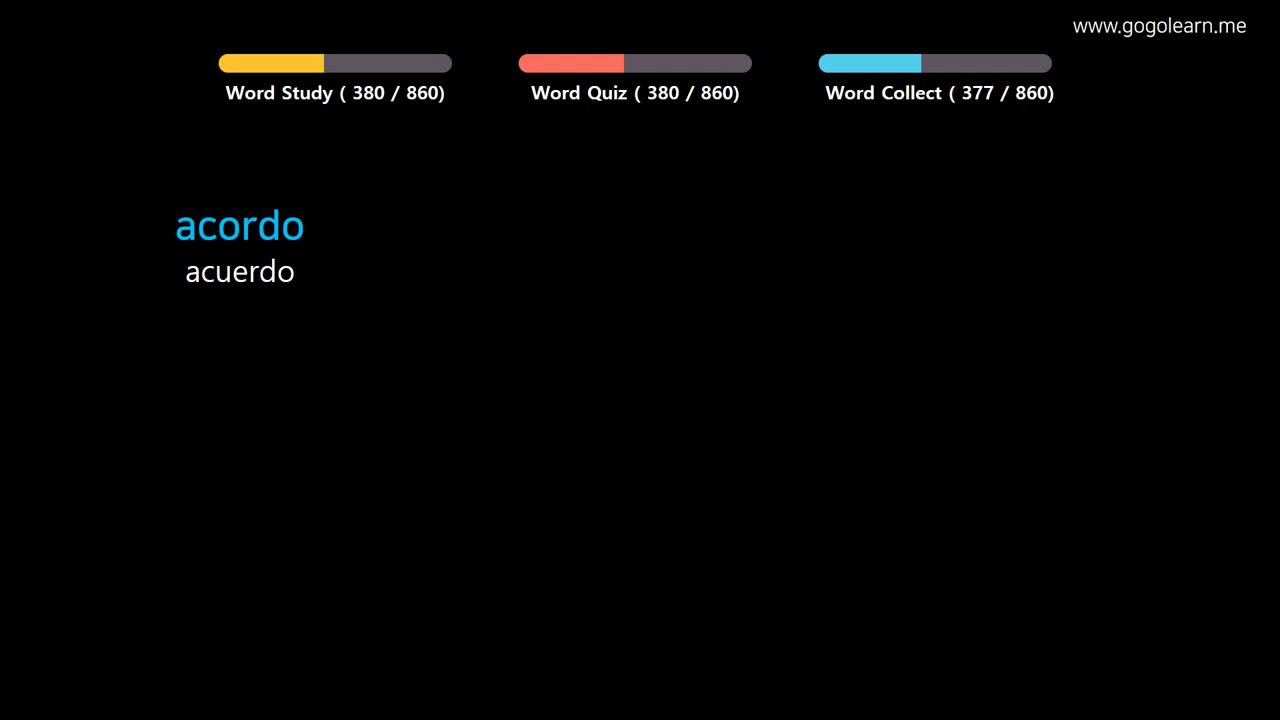 www.gogolearn.me
Word Study ( 380 / 860)
Word Quiz ( 380 / 860)
Word Collect ( 377 / 860)
acordo
acuerdo